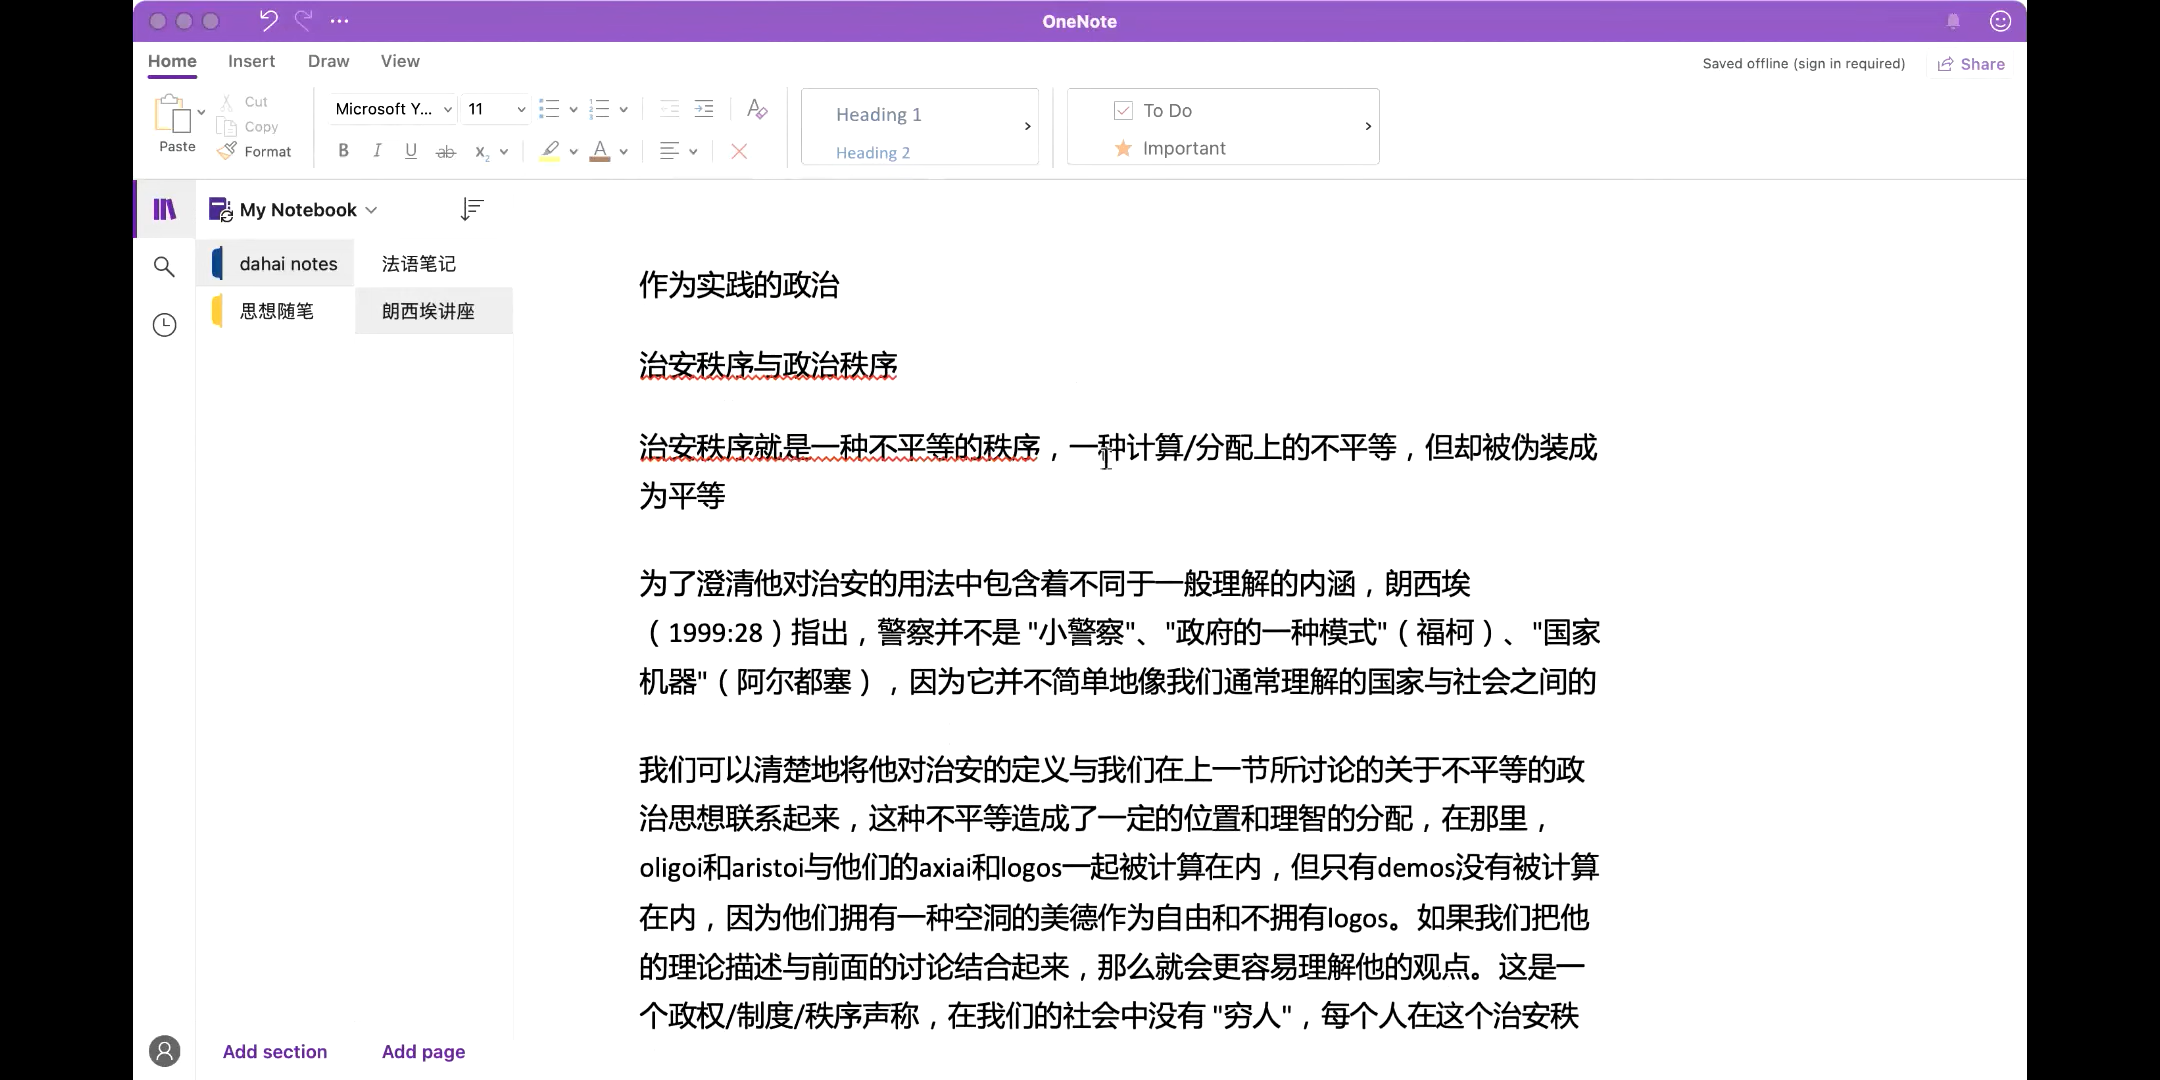 OneNote
Home Insert Draw View
Saved offline (sign in required) Share
Paste Cut Copy Format
Microsoft Y... 11
B I U ab x₂ A
Heading 1
Heading 2
To Do
Important
My Notebook
dahai notes
思想随笔
法语笔记
朗西埃讲座
作为实践的政治
治安秩序与政治秩序
治安秩序就是一种不平等的秩序，一种计算/分配上的不平等，但却被伪装成
为平等
为了澄清他对治安的用法中包含着不同于一般理解的内涵，朗西埃
（1999:28）指出，警察并不是 "小警察"、"政府的一种模式"（福柯）、"国家
机器"（阿尔都塞），因为它并不简单地像我们通常理解的国家与社会之间的
我们可以清楚地将他对治安的定义与我们在上一节所讨论的关于不平等的政
治思想联系起来，这种不平等造成了一定的位置和理智的分配，在那里，
oligoi和aristoi与他们的axiai和logos一起被计算在内，但只有demos没有被计算
在内，因为他们拥有一种空洞的美德作为自由和不拥有logos。如果我们把他
的理论描述与前面的讨论结合起来，那么就会更容易理解他的观点。这是一
个政权/制度/秩序声称，在我们的社会中没有 "穷人"，每个人在这个治安秩
Add section
Add page